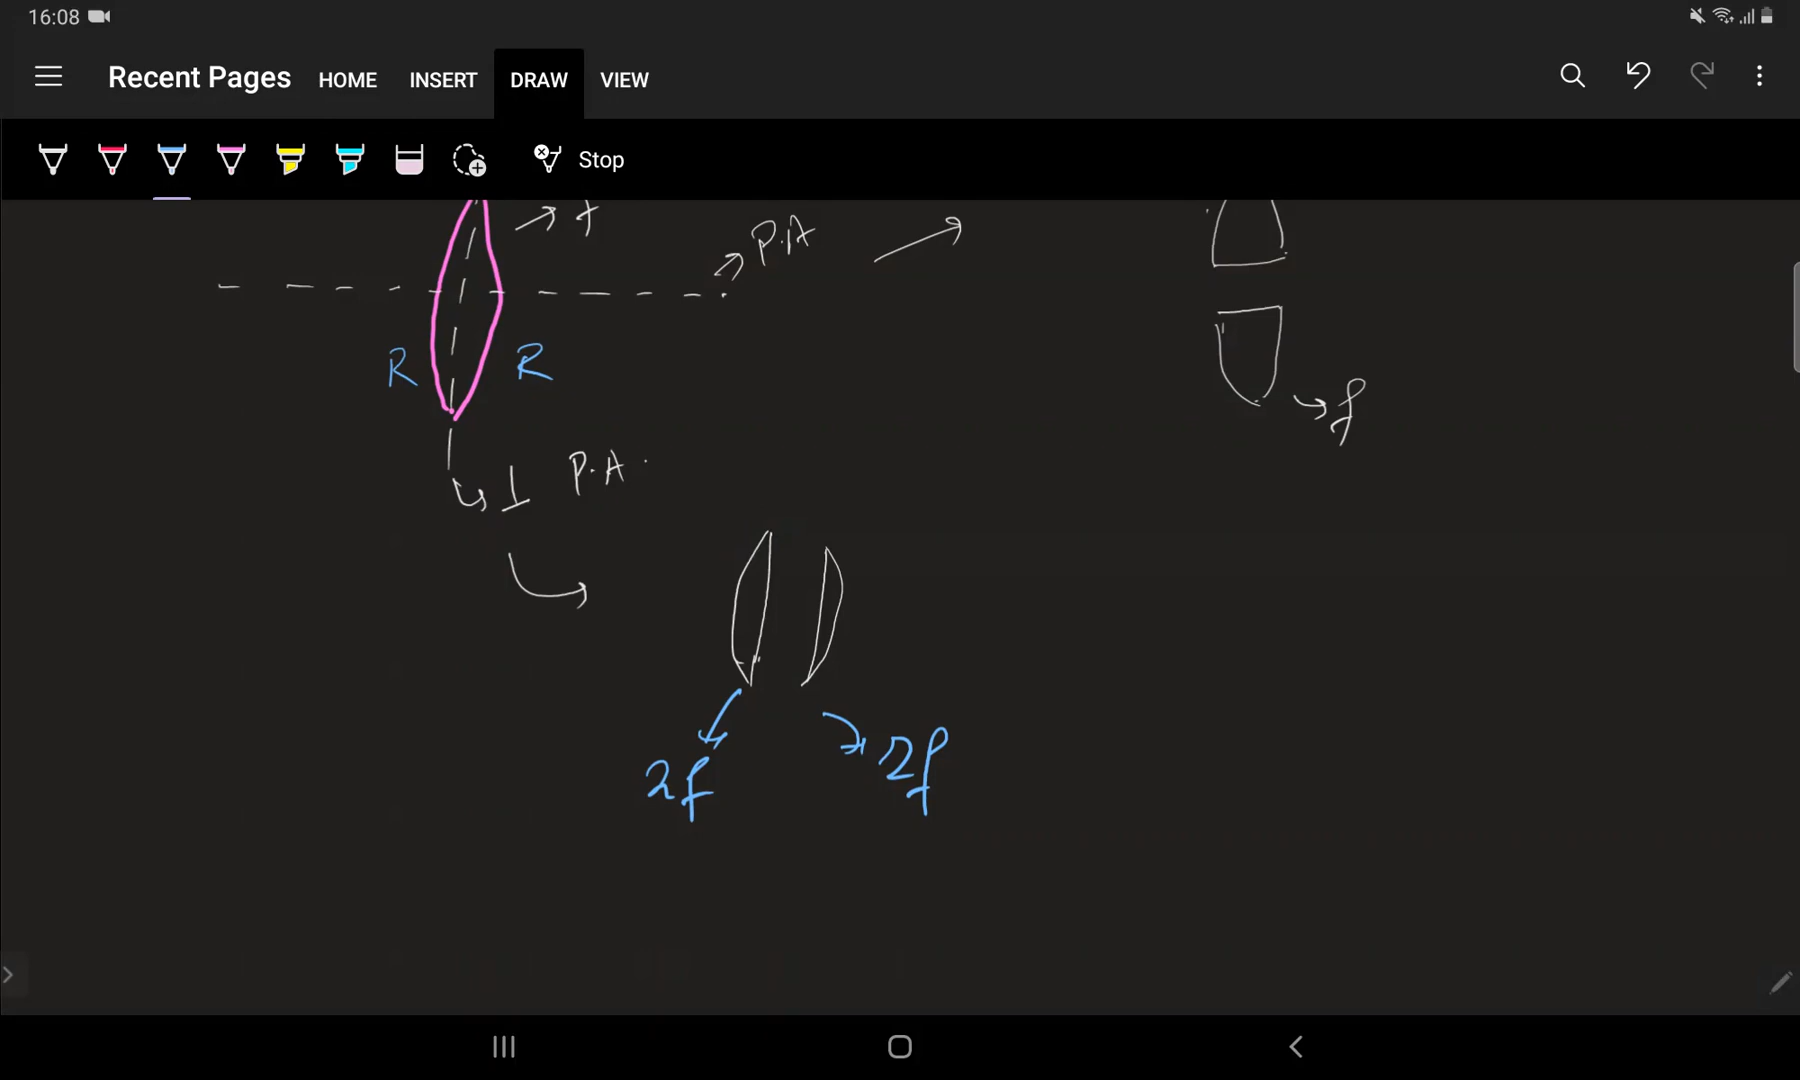 16:08
Recent Pages HOME INSERT DRAW VIEW
Stop
f
P.A
R R
f
⊥ P.A.
2f 2f